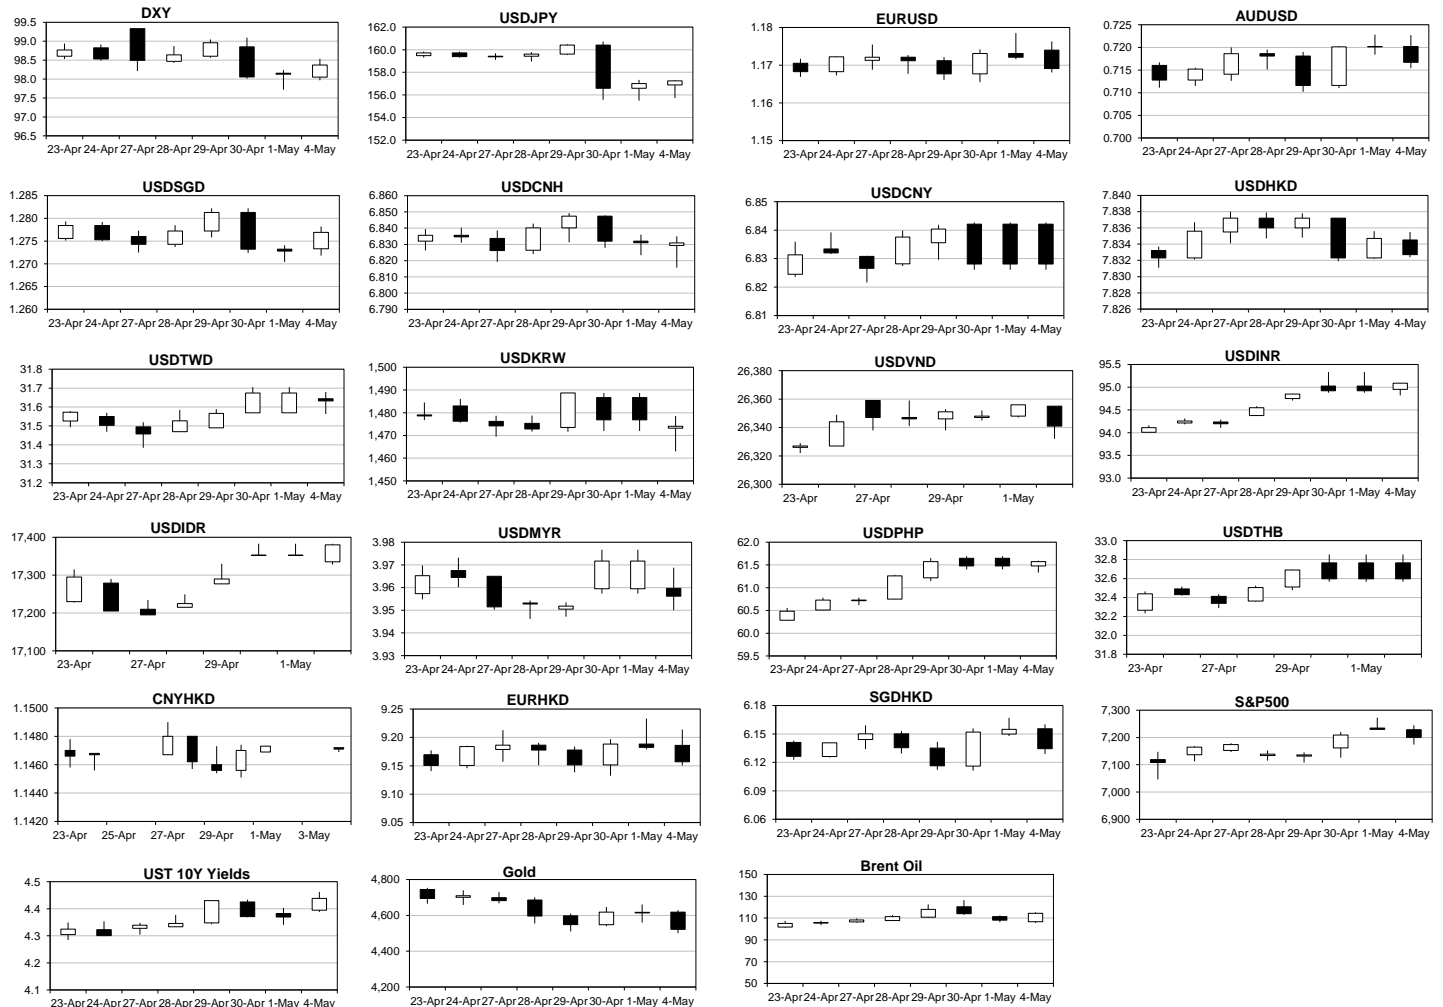 DXY
99.5
99.0
98.5
98.0
97.5
97.0
96.5
23-Apr 24-Apr 27-Apr 28-Apr 29-Apr 30-Apr 1-May 4-May
USDJPY
162.0
160.0
158.0
156.0
154.0
152.0
23-Apr 24-Apr 27-Apr 28-Apr 29-Apr 30-Apr 1-May 4-May
EURUSD
1.18
1.17
1.16
1.15
23-Apr 24-Apr 27-Apr 28-Apr 29-Apr 30-Apr 1-May 4-May
AUDUSD
0.725
0.720
0.715
0.710
0.705
0.700
23-Apr 24-Apr 27-Apr 28-Apr 29-Apr 30-Apr 1-May 4-May
USDSGD
1.285
1.280
1.275
1.270
1.265
1.260
23-Apr 24-Apr 27-Apr 28-Apr 29-Apr 30-Apr 1-May 4-May
USDCNH
6.860
6.850
6.840
6.830
6.820
6.810
6.800
6.790
23-Apr 24-Apr 27-Apr 28-Apr 29-Apr 30-Apr 1-May 4-May
USDCNY
6.85
6.84
6.83
6.82
6.81
23-Apr 24-Apr 27-Apr 28-Apr 29-Apr 30-Apr 1-May 4-May
USDHKD
7.840
7.838
7.836
7.834
7.832
7.830
7.828
7.826
23-Apr 24-Apr 27-Apr 28-Apr 29-Apr 30-Apr 1-May 4-May
USDTWD
31.8
31.7
31.6
31.5
31.4
31.3
31.2
23-Apr 24-Apr 27-Apr 28-Apr 29-Apr 30-Apr 1-May 4-May
USDKRW
1,500
1,490
1,480
1,470
1,460
1,450
23-Apr 24-Apr 27-Apr 28-Apr 29-Apr 30-Apr 1-May 4-May
USDVND
26,380
26,360
26,340
26,320
26,300
23-Apr 27-Apr 29-Apr 1-May
USDINR
95.5
95.0
94.5
94.0
93.5
93.0
23-Apr 24-Apr 27-Apr 28-Apr 29-Apr 30-Apr 1-May 4-May
USDIDR
17,400
17,300
17,200
17,100
23-Apr 27-Apr 29-Apr 1-May
USDMYR
3.98
3.97
3.96
3.95
3.94
3.93
23-Apr 24-Apr 27-Apr 28-Apr 29-Apr 30-Apr 1-May 4-May
USDPHP
62.0
61.5
61.0
60.5
60.0
59.5
23-Apr 24-Apr 27-Apr 28-Apr 29-Apr 30-Apr 1-May 4-May
USDTHB
33.0
32.8
32.6
32.4
32.2
32.0
31.8
23-Apr 27-Apr 29-Apr 1-May
CNYHKD
1.1500
1.1480
1.1460
1.1440
1.1420
23-Apr 25-Apr 27-Apr 29-Apr 1-May 3-May
EURHKD
9.25
9.20
9.15
9.10
9.05
23-Apr 24-Apr 27-Apr 28-Apr 29-Apr 30-Apr 1-May 4-May
SGDHKD
6.18
6.15
6.12
6.09
6.06
23-Apr 24-Apr 27-Apr 28-Apr 29-Apr 30-Apr 1-May 4-May
S&P500
7,300
7,200
7,100
7,000
6,900
23-Apr 24-Apr 27-Apr 28-Apr 29-Apr 30-Apr 1-May 4-May
UST 10Y Yields
4.5
4.4
4.3
4.2
4.1
23-Apr 24-Apr 27-Apr 28-Apr 29-Apr 30-Apr 1-May 4-May
Gold
4,800
4,600
4,400
4,200
23-Apr 24-Apr 27-Apr 28-Apr 29-Apr 30-Apr 1-May 4-May
Brent Oil
150
130
110
90
70
50
23-Apr 24-Apr 27-Apr 28-Apr 29-Apr 30-Apr 1-May 4-May